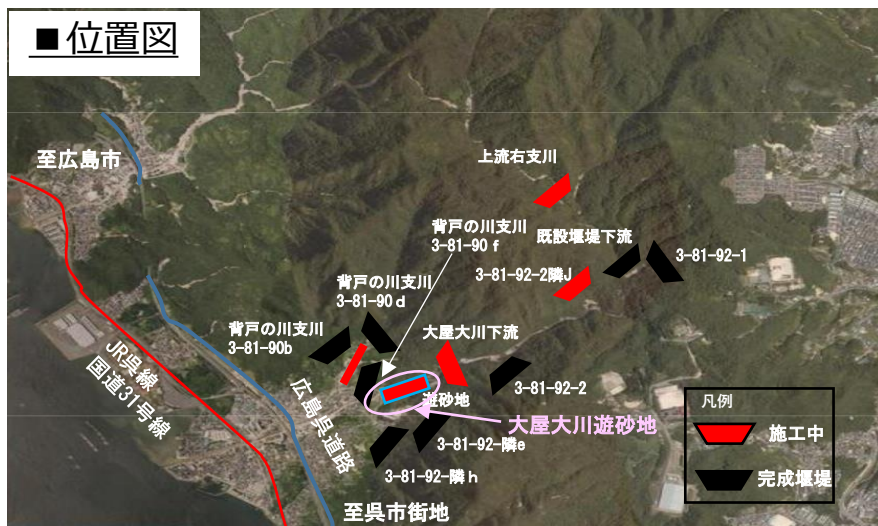 ■位置図
至広島市
上流右支川
背戸の川支川
3-81-90 f
既設堰堤下流
3-81-92-1
3-81-92-2隣J
背戸の川支川
3-81-90 d
背戸の川支川
3-81-90b
大屋大川下流
JR呉線
国道31号線
広島呉道路
3-81-92-2
遊砂地
大屋大川遊砂地
3-81-92-隣e
3-81-92-隣h
至呉市街地
凡例
施工中
完成堰堤